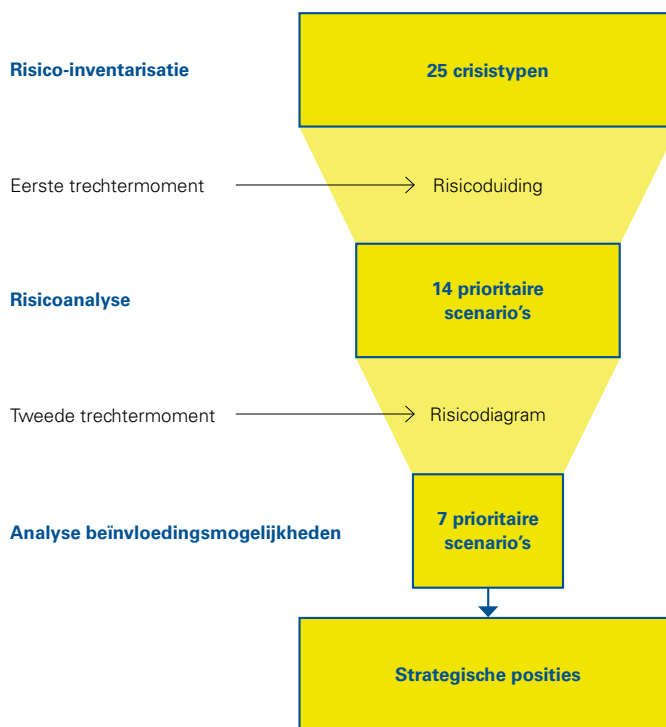 Risico-inventarisatie
25 crisistypen
Eerste trechtermoment
Risicoduiding
Risicoanalyse
14 prioritaire
scenario’s
Tweede trechtermoment
Risicodiagram
Analyse beïnvloedingsmogelijkheden
7 prioritaire
scenario’s
Strategische posities